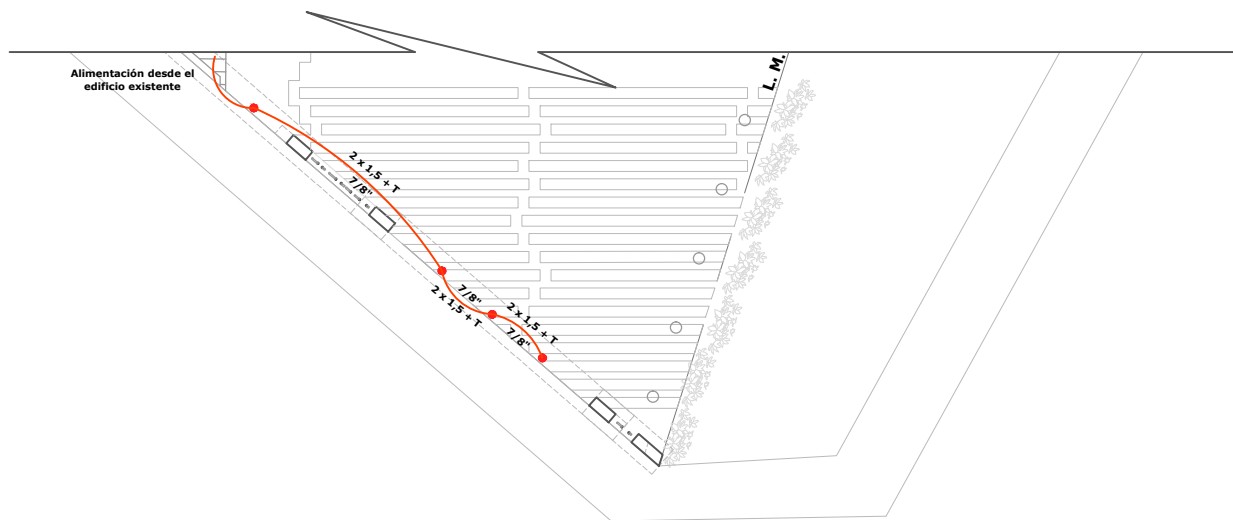 L. M.
Alimentación desde el
edificio existente
2 x 1,5 + T
7/8"
7/8"
2 x 1,5 + T
2 x 1,5 + T
7/8"